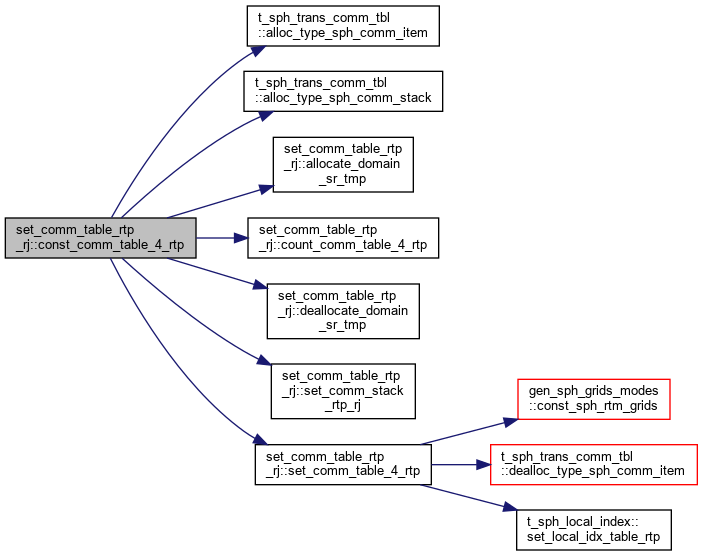 set_comm_table_rtp
_rj::const_comm_table_4_rtp
t_sph_trans_comm_tbl
::alloc_type_sph_comm_item
t_sph_trans_comm_tbl
::alloc_type_sph_comm_stack
set_comm_table_rtp
_rj::allocate_domain
_sr_tmp
set_comm_table_rtp
_rj::count_comm_table_4_rtp
set_comm_table_rtp
_rj::deallocate_domain
_sr_tmp
set_comm_table_rtp
_rj::set_comm_stack
_rtp_rj
set_comm_table_rtp
_rj::set_comm_table_4_rtp
gen_sph_grids_modes
::const_sph_rtm_grids
t_sph_trans_comm_tbl
::dealloc_type_sph_comm_item
t_sph_local_index::
set_local_idx_table_rtp